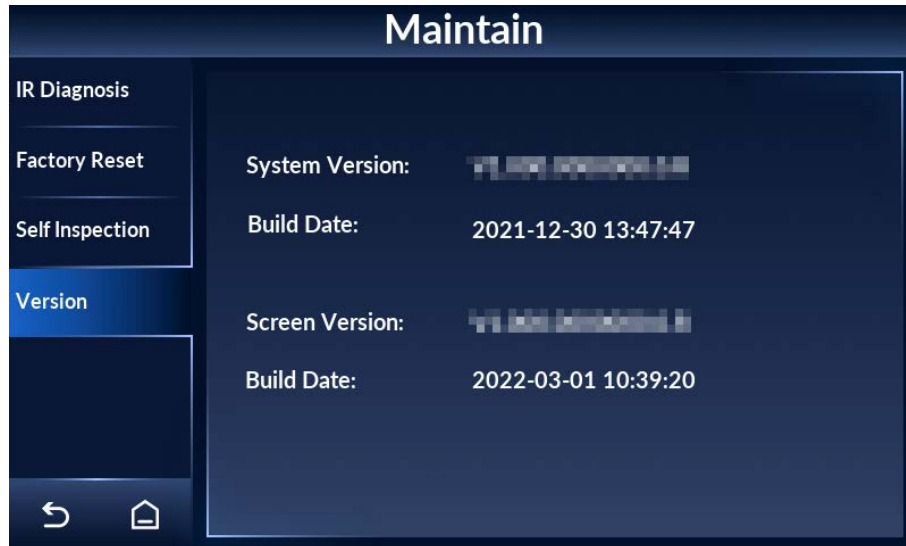 Maintain
IR Diagnosis
Factory Reset
Self Inspection
Version
System Version:
Build Date: 2021-12-30 13:47:47
Screen Version:
Build Date: 2022-03-01 10:39:20